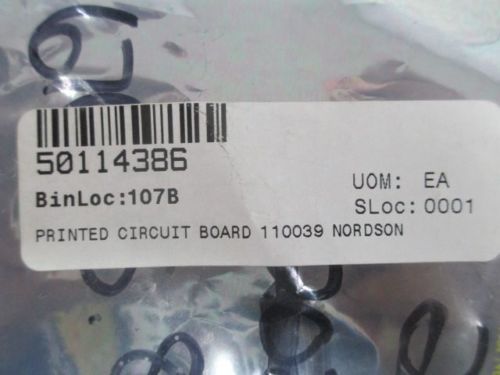 50114386
BinLoc:107B
UOM: EA
SLoc: 0001
PRINTED CIRCUIT BOARD 110039 NORDSON